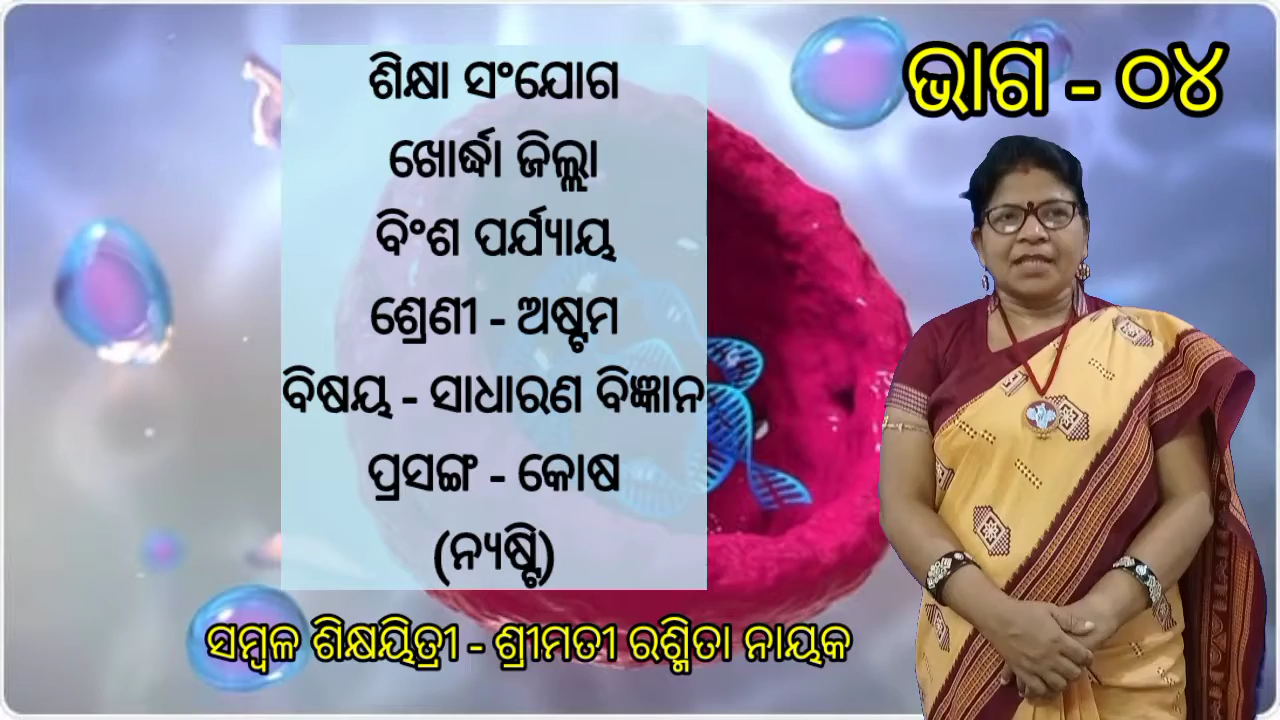 ଭାଗ - ୦୪
ଶିକ୍ଷା ସଂଯୋଗ
ଖୋର୍ଦ୍ଧା ଜିଲ୍ଲା
ବିଂଶ ପର୍ଯ୍ୟାୟ
ଶ୍ରେଣୀ - ଅଷ୍ଟମ
ବିଷୟ - ସାଧାରଣ ବିଜ୍ଞାନ
ପ୍ରସଙ୍ଗ - କୋଷ
(ନ୍ୟଷ୍ଟି)
ସମ୍ବଳ ଶିକ୍ଷୟିତ୍ରୀ - ଶ୍ରୀମତୀ ରଶ୍ମିତା ନାୟକ